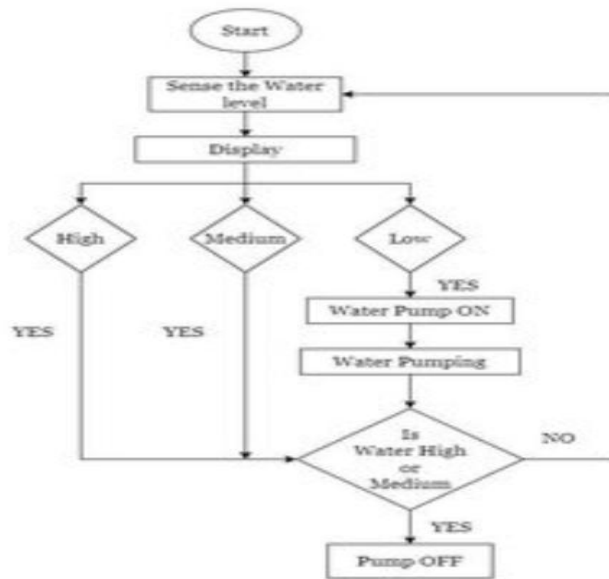 Start
Sense the Water
level
Display
High
Medium
Low
YES
Water Pump ON
YES
YES
Water Pumping
Is
Water High
or
Medium
NO
YES
Pump OFF